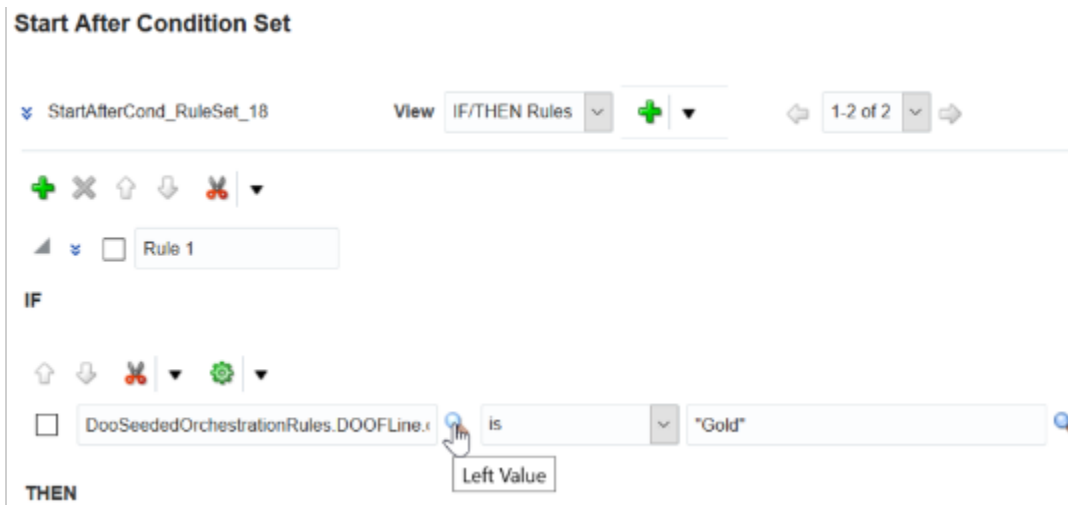 Start After Condition Set
StartAfterCond_RuleSet_18 View IF/THEN Rules 1-2 of 2
Rule 1
IF
DooSeededOrchestrationRules.DOOFLine. is "Gold"
Left Value
THEN